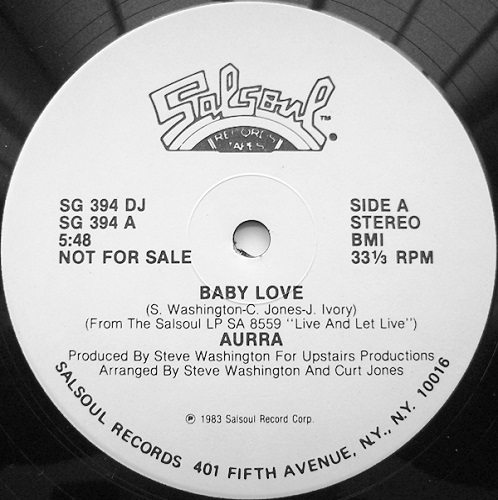 Salsoul
RECORDS
TAPES
TM
SG 394 DJ
SG 394 A
5:48
NOT FOR SALE
SIDE A
STEREO
BMI
33⅓ RPM
BABY LOVE
(S. Washington-C. Jones-J. Ivory)
(From The Salsoul LP SA 8559 "Live And Let Live")
AURRA
Produced By Steve Washington For Upstairs Productions
Arranged By Steve Washington And Curt Jones
℗ 1983 Salsoul Record Corp.
SALSOUL RECORDS 401 FIFTH AVENUE, N.Y., N.Y. 10016